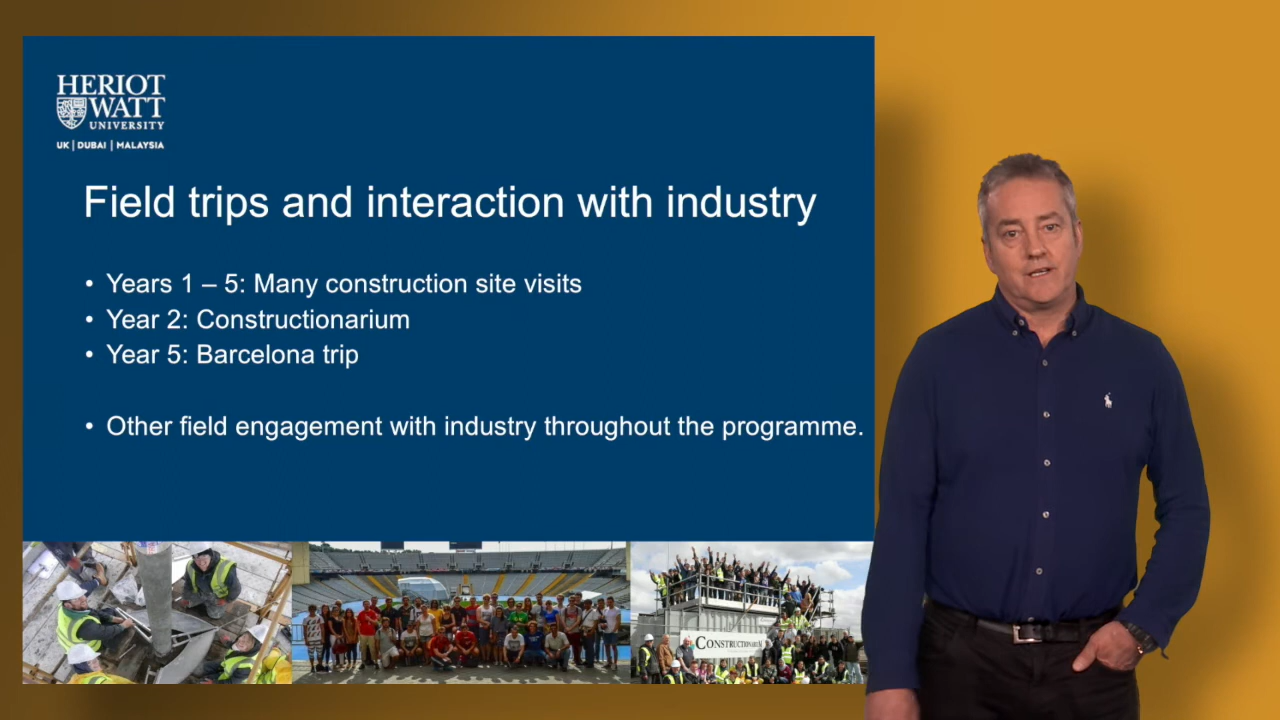 HERIOT
WATT
UNIVERSITY
UK | DUBAI | MALAYSIA
Field trips and interaction with industry
• Years 1 – 5: Many construction site visits
• Year 2: Constructionarium
• Year 5: Barcelona trip
• Other field engagement with industry throughout the programme.
CONSTRUCTIONARIUM